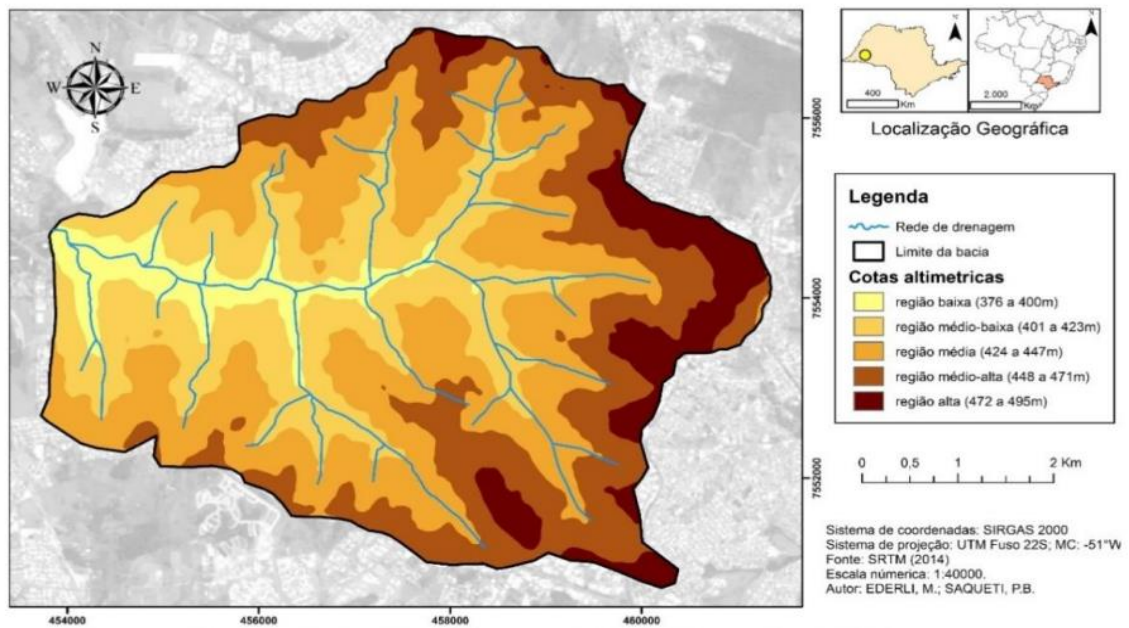 N
W
E
S
7556000
7554000
7552000
454000
456000
458000
460000
400
Km
2.000
Km
Localização Geográfica
Legenda
Rede de drenagem
Limite da bacia
Cotas altimetricas
região baixa (376 a 400m)
região médio-baixa (401 a 423m)
região média (424 a 447m)
região médio-alta (448 a 471m)
região alta (472 a 495m)
0 0,5 1 2 Km
Sistema de coordenadas: SIRGAS 2000
Sistema de projeção: UTM Fuso 22S; MC: -51°W
Fonte: SRTM (2014)
Escala númerica: 1:40000.
Autor: EDERLI, M.; SAQUETI, P.B.